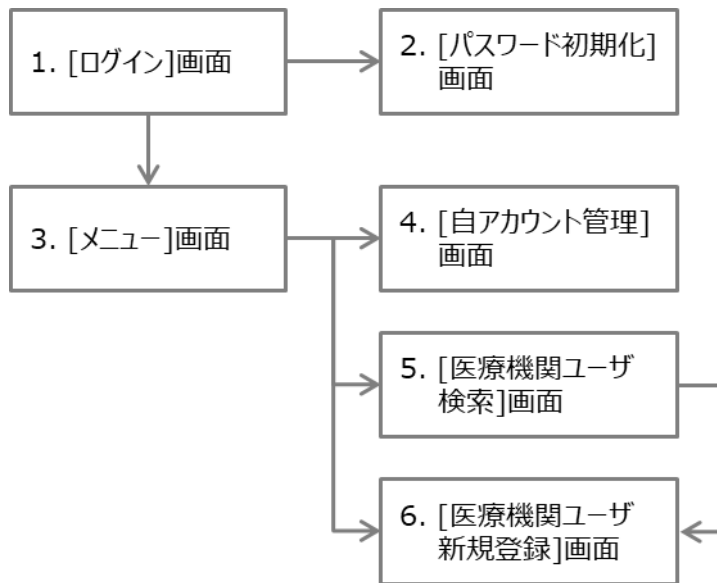 1. [ログイン]画面
2. [パスワード初期化]
画面
3. [メニュー]画面
4. [自アカウント管理]
画面
5. [医療機関ユーザ
検索]画面
6. [医療機関ユーザ
新規登録]画面